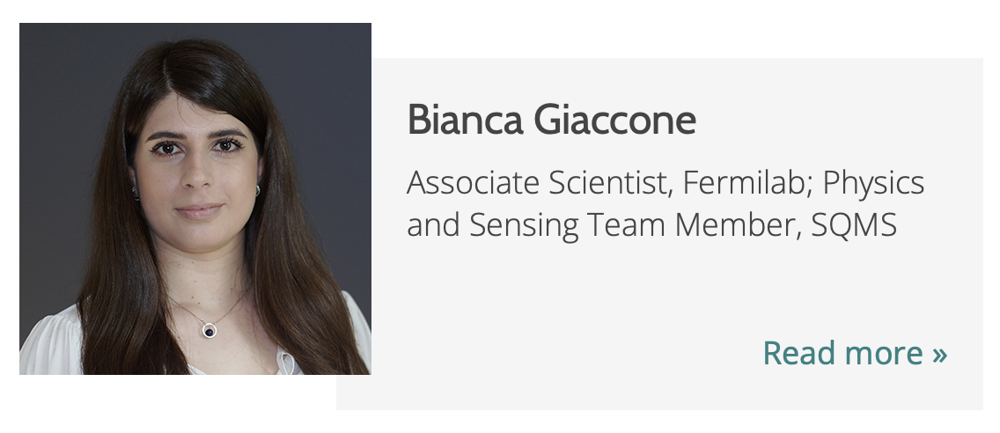 Bianca Giaccone
Associate Scientist, Fermilab; Physics
and Sensing Team Member, SQMS
Read more »